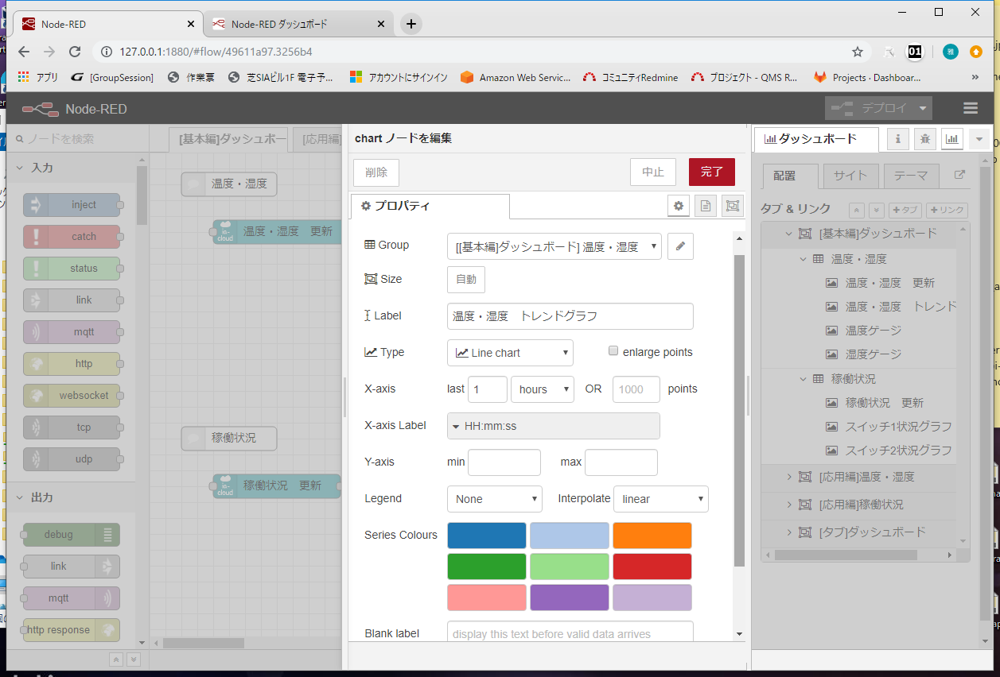 Node-RED
Node-RED ダッシュボード
127.0.0.1:1880/#flow/49611a97.3256b4
01
雅
アプリ
[GroupSession]
作業票
芝SIAビル1F 電子予...
アカウントにサインイン
Amazon Web Servic...
コミュニティRedmine
プロジェクト - QMS R...
Projects · Dashboar...
»
Node-RED
デプロイ
ノードを検索
入力
inject
catch
status
link
mqtt
http
websocket
tcp
udp
出力
debug
link
mqtt
http response
[基本編]ダッシュボー
[応用編]
温度・湿度
is-cloud
温度・湿度　更新
稼働状況
is-cloud
稼働状況　更新
chart ノードを編集
削除
中止
完了
プロパティ
Group
[[基本編]ダッシュボード] 温度・湿度
Size
自動
Label
温度・湿度　トレンドグラフ
Type
Line chart
enlarge points
X-axis
last
1
hours
OR
1000
points
X-axis Label
HH:mm:ss
Y-axis
min
max
Legend
None
Interpolate
linear
Series Colours
Blank label
display this text before valid data arrives
ダッシュボード
配置
サイト
テーマ
タブ & リンク
+タブ
+リンク
[基本編]ダッシュボード
温度・湿度
温度・湿度　更新
温度・湿度　トレンド
温度ゲージ
湿度ゲージ
稼働状況
稼働状況　更新
スイッチ1状況グラフ
スイッチ2状況グラフ
[応用編]温度・湿度
[応用編]稼働状況
[タブ]ダッシュボード